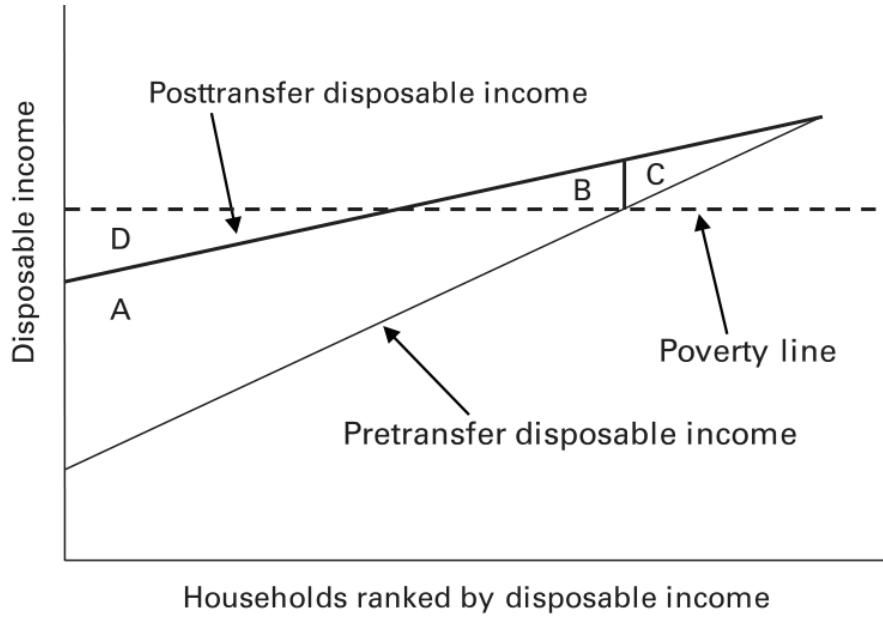 Posttransfer disposable income
Disposable income
B
C
D
A
Poverty line
Pretransfer disposable income
Households ranked by disposable income